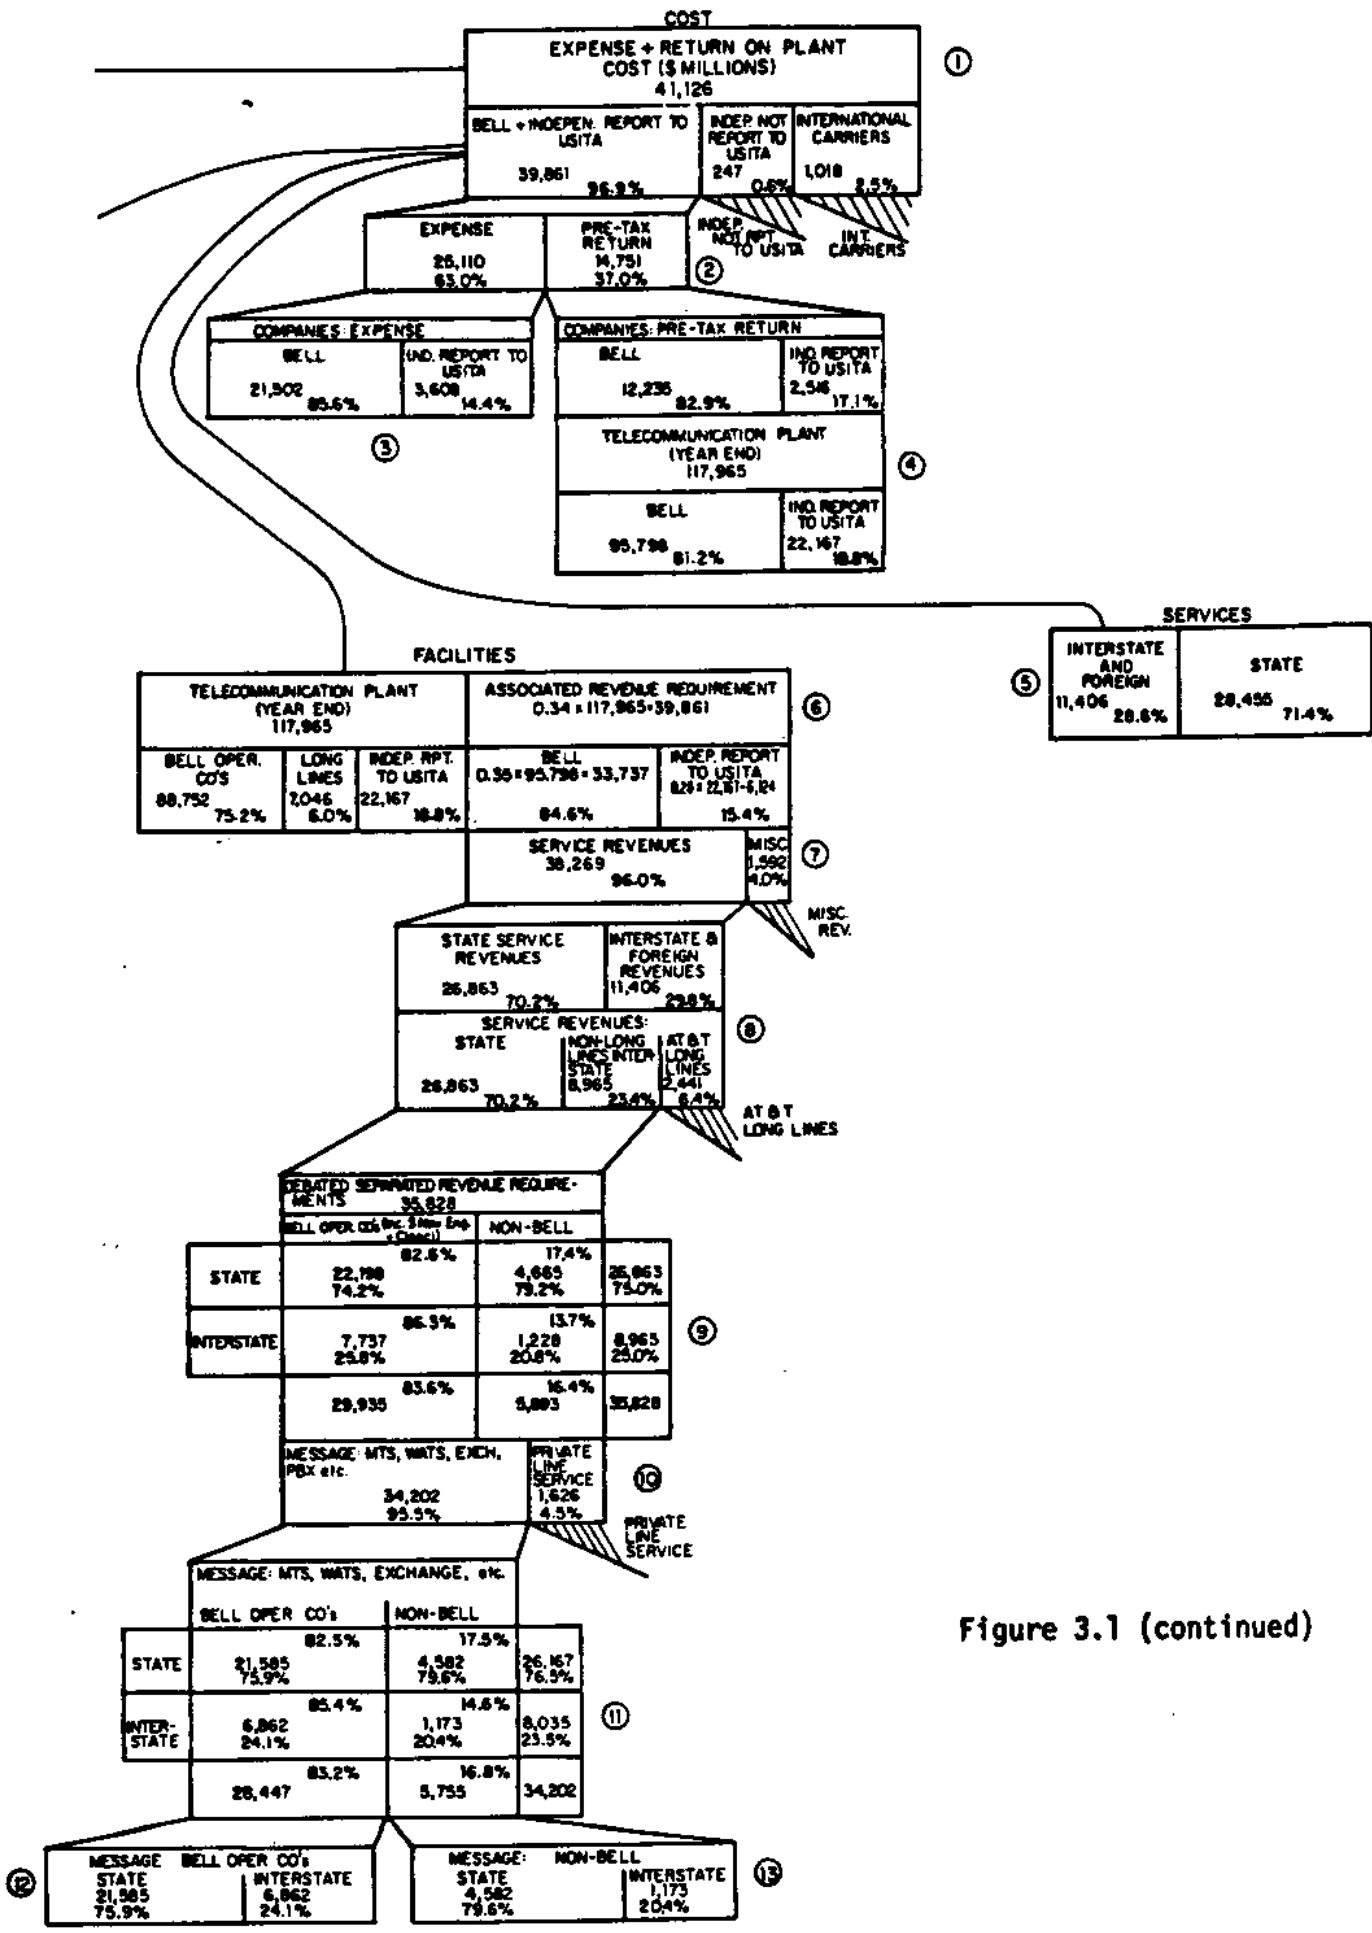 COST
EXPENSE + RETURN ON PLANT
COST ($ MILLIONS)
41,126
①
BELL + INDEPEN. REPORT TO
USITA
39,861
96.9%
INDEP. NOT
REPORT TO
USITA
247
0.6%
INTERNATIONAL
CARRIERS
1,018
2.5%
INDEP.
NOT RPT
TO USITA
INT.
CARRIERS
EXPENSE
25,110
63.0%
PRE-TAX
RETURN
14,751
37.0%
②
COMPANIES: EXPENSE
BELL
21,502
85.6%
IND. REPORT TO
USITA
3,608
14.4%
③
COMPANIES: PRE-TAX RETURN
BELL
12,235
82.9%
IND. REPORT
TO USITA
2,516
17.1%
TELECOMMUNICATION PLANT
(YEAR END)
117,965
④
BELL
95,798
81.2%
IND. REPORT
TO USITA
22,167
18.8%
SERVICES
⑤
INTERSTATE
AND
FOREIGN
11,406
28.6%
STATE
28,455
71.4%
FACILITIES
TELECOMMUNICATION PLANT
(YEAR END)
117,965
ASSOCIATED REVENUE REQUIREMENT
0.34 × 117,965=39,861
⑥
BELL OPER.
CO'S
88,752
75.2%
LONG
LINES
7,046
6.0%
INDEP. RPT.
TO USITA
22,167
18.8%
BELL
0.35 × 95,798 = 33,737
84.6%
INDEP. REPORT
TO USITA
0.28 × 22,167=6,124
15.4%
SERVICE REVENUES
38,269
96.0%
MISC
1,592
4.0%
⑦
MISC.
REV.
STATE SERVICE
REVENUES
26,863
70.2%
INTERSTATE &
FOREIGN
REVENUES
11,406
29.8%
SERVICE REVENUES:
STATE
26,863
70.2%
NON-LONG
LINES INTER-
STATE
8,965
23.4%
AT&T
LONG
LINES
2,441
6.4%
⑧
AT & T
LONG LINES
DEBATED SEPARATED REVENUE REQUIRE-
MENTS 35,828
BELL OPER CO'S
NON-BELL
STATE
82.6%
22,198
74.2%
17.4%
4,665
79.2%
26,863
75.0%
INTERSTATE
86.3%
7,737
25.8%
13.7%
1,228
20.8%
8,965
25.0%
⑨
83.6%
29,935
16.4%
5,893
35,828
MESSAGE: MTS, WATS, EXCH,
PBX etc.
34,202
95.5%
PRIVATE
LINE
SERVICE
1,626
4.5%
⑩
PRIVATE
LINE
SERVICE
MESSAGE: MTS, WATS, EXCHANGE, etc.
BELL OPER CO's
NON-BELL
STATE
82.5%
21,585
75.9%
17.5%
4,582
79.6%
26,167
76.5%
INTER-
STATE
85.4%
6,862
24.1%
14.6%
1,173
20.4%
8,035
23.5%
⑪
83.2%
28,447
16.8%
5,755
34,202
Figure 3.1 (continued)
⑫
MESSAGE BELL OPER CO's
STATE
21,585
75.9%
INTERSTATE
6,862
24.1%
MESSAGE: NON-BELL
STATE
4,582
79.6%
INTERSTATE
1,173
20.4%
⑬